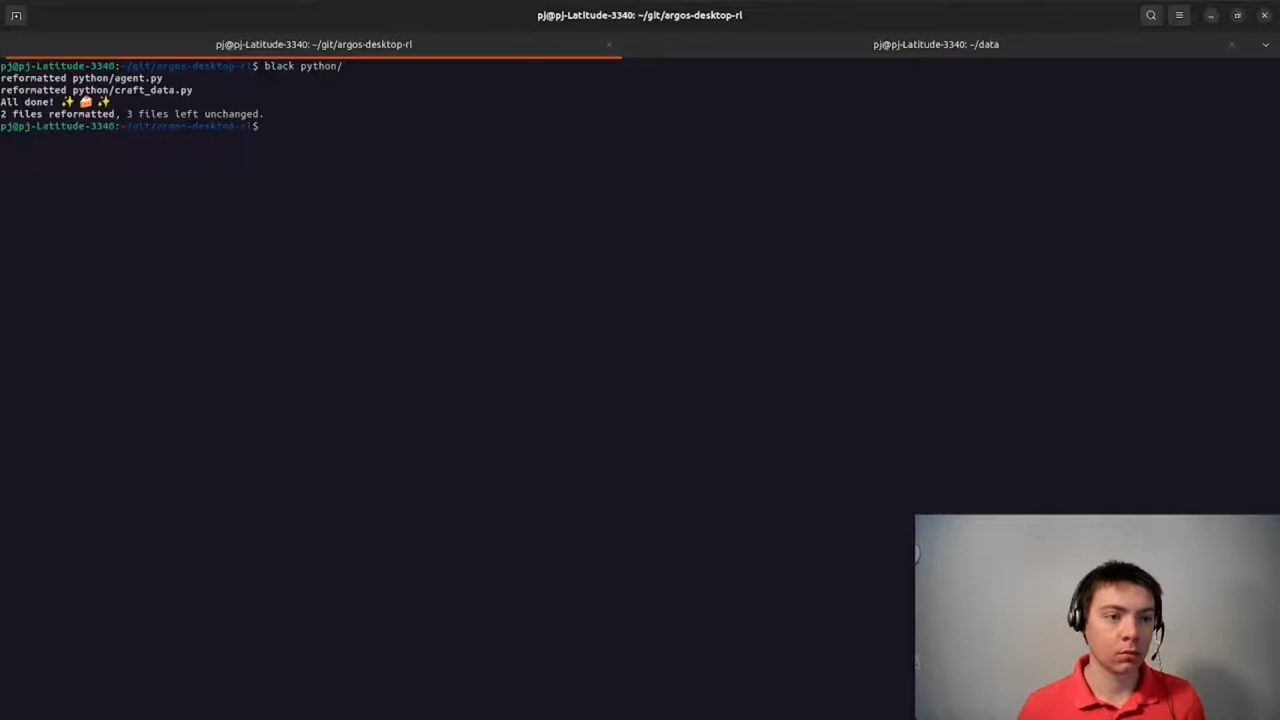 pj@pj-Latitude-3340: ~/git/argos-desktop-rl
pj@pj-Latitude-3340: ~/git/argos-desktop-rl
pj@pj-Latitude-3340: ~/data
pj@pj-Latitude-3340:~/git/argos-desktop-rl$ black python/
reformatted python/agent.py
reformatted python/craft_data.py
All done! ✨ 🍰 ✨
2 files reformatted, 3 files left unchanged.
pj@pj-Latitude-3340:~/git/argos-desktop-rl$